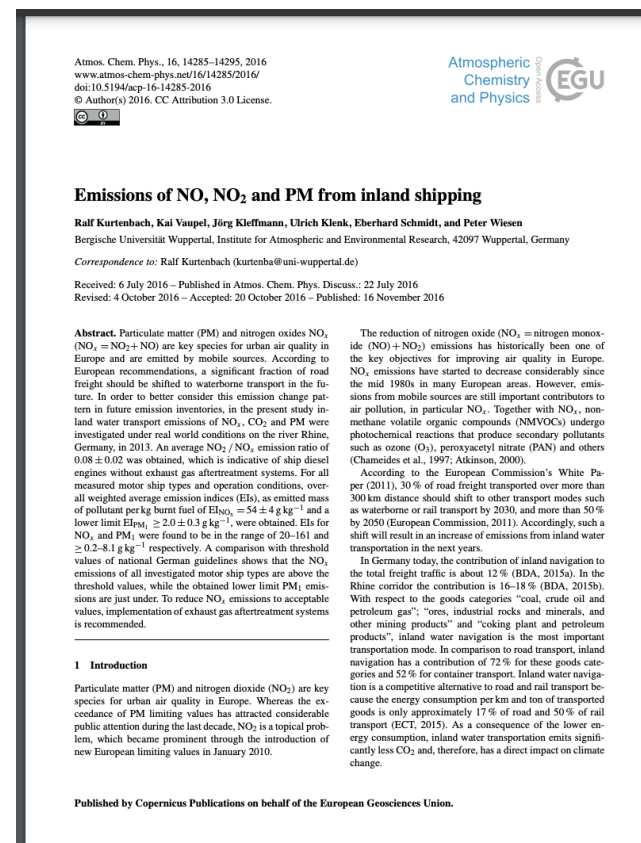 Atmos. Chem. Phys., 16, 14285–14295, 2016
www.atmos-chem-phys.net/16/14285/2016/
doi:10.5194/acp-16-14285-2016
© Author(s) 2016. CC Attribution 3.0 License.
cc
BY
Atmospheric
Chemistry
and Physics
Open Access
EGU
Emissions of NO, NO₂ and PM from inland shipping
Ralf Kurtenbach, Kai Vaupel, Jörg Kleffmann, Ulrich Klenk, Eberhard Schmidt, and Peter Wiesen
Bergische Universität Wuppertal, Institute for Atmospheric and Environmental Research, 42097 Wuppertal, Germany
Correspondence to: Ralf Kurtenbach (kurtenba@uni-wuppertal.de)
Received: 6 July 2016 – Published in Atmos. Chem. Phys. Discuss.: 22 July 2016
Revised: 4 October 2016 – Accepted: 20 October 2016 – Published: 16 November 2016
Abstract. Particulate matter (PM) and nitrogen oxides NOₓ
(NOₓ = NO₂+NO) are key species for urban air quality in
Europe and are emitted by mobile sources. According to
European recommendations, a significant fraction of road
freight should be shifted to waterborne transport in the fu-
ture. In order to better consider this emission change pat-
tern in future emission inventories, in the present study in-
land water transport emissions of NOₓ, CO₂ and PM were
investigated under real world conditions on the river Rhine,
Germany, in 2013. An average NO₂ / NOₓ emission ratio of
0.08 ± 0.02 was obtained, which is indicative of ship diesel
engines without exhaust gas aftertreatment systems. For all
measured motor ship types and operation conditions, over-
all weighted average emission indices (EIs), as emitted mass
of pollutant per kg burnt fuel of EI_NOₓ = 54 ± 4 g kg⁻¹ and a
lower limit EI_PM₁ ≥ 2.0 ± 0.3 g kg⁻¹, were obtained. EIs for
NOₓ and PM₁ were found to be in the range of 20–161 and
≥ 0.2–8.1 g kg⁻¹ respectively. A comparison with threshold
values of national German guidelines shows that the NOₓ
emissions of all investigated motor ship types are above the
threshold values, while the obtained lower limit PM₁ emis-
sions are just under. To reduce NOₓ emissions to acceptable
values, implementation of exhaust gas aftertreatment systems
is recommended.
1 Introduction
Particulate matter (PM) and nitrogen dioxide (NO₂) are key
species for urban air quality in Europe. Whereas the ex-
ceedance of PM limiting values has attracted considerable
public attention during the last decade, NO₂ is a topical prob-
lem, which became prominent through the introduction of
new European limiting values in January 2010.
The reduction of nitrogen oxide (NOₓ = nitrogen monox-
ide (NO) + NO₂) emissions has historically been one of
the key objectives for improving air quality in Europe.
NOₓ emissions have started to decrease considerably since
the mid 1980s in many European areas. However, emis-
sions from mobile sources are still important contributors to
air pollution, in particular NOₓ. Together with NOₓ, non-
methane volatile organic compounds (NMVOCs) undergo
photochemical reactions that produce secondary pollutants
such as ozone (O₃), peroxyacetyl nitrate (PAN) and others
(Chameides et al., 1997; Atkinson, 2000).
According to the European Commission's White Pa-
per (2011), 30 % of road freight transported over more than
300 km distance should shift to other transport modes such
as waterborne or rail transport by 2030, and more than 50 %
by 2050 (European Commission, 2011). Accordingly, such a
shift will result in an increase of emissions from inland water
transportation in the next years.
In Germany today, the contribution of inland navigation to
the total freight traffic is about 12 % (BDA, 2015a). In the
Rhine corridor the contribution is 16–18 % (BDA, 2015b).
With respect to the goods categories "coal, crude oil and
petroleum gas"; "ores, industrial rocks and minerals, and
other mining products" and "coking plant and petroleum
products", inland water navigation is the most important
transportation mode. In comparison to road transport, inland
navigation has a contribution of 72 % for these goods cate-
gories and 52 % for container transport. Inland water naviga-
tion is a competitive alternative to road and rail transport be-
cause the energy consumption per km and ton of transported
goods is only approximately 17 % of road and 50 % of rail
transport (ECT, 2015). As a consequence of the lower en-
ergy consumption, inland water transportation emits signifi-
cantly less CO₂ and, therefore, has a direct impact on climate
change.
Published by Copernicus Publications on behalf of the European Geosciences Union.